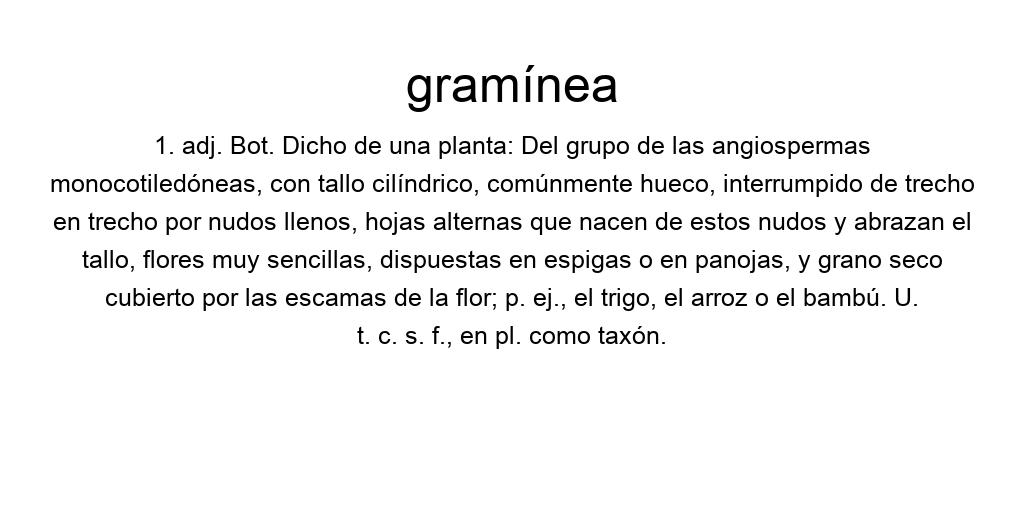 gramínea
1. adj. Bot. Dicho de una planta: Del grupo de las angiospermas
monocotiledóneas, con tallo cilíndrico, comúnmente hueco, interrumpido de trecho
en trecho por nudos llenos, hojas alternas que nacen de estos nudos y abrazan el
tallo, flores muy sencillas, dispuestas en espigas o en panojas, y grano seco
cubierto por las escamas de la flor; p. ej., el trigo, el arroz o el bambú. U.
t. c. s. f., en pl. como taxón.